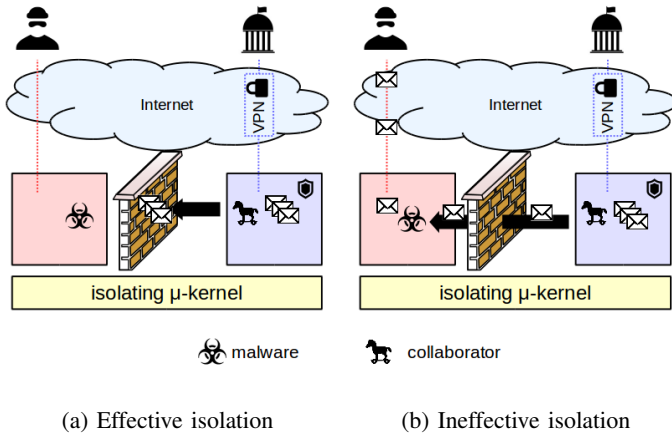 Internet
VPN
isolating μ-kernel
Internet
VPN
isolating μ-kernel
malware
collaborator
(a) Effective isolation
(b) Ineffective isolation